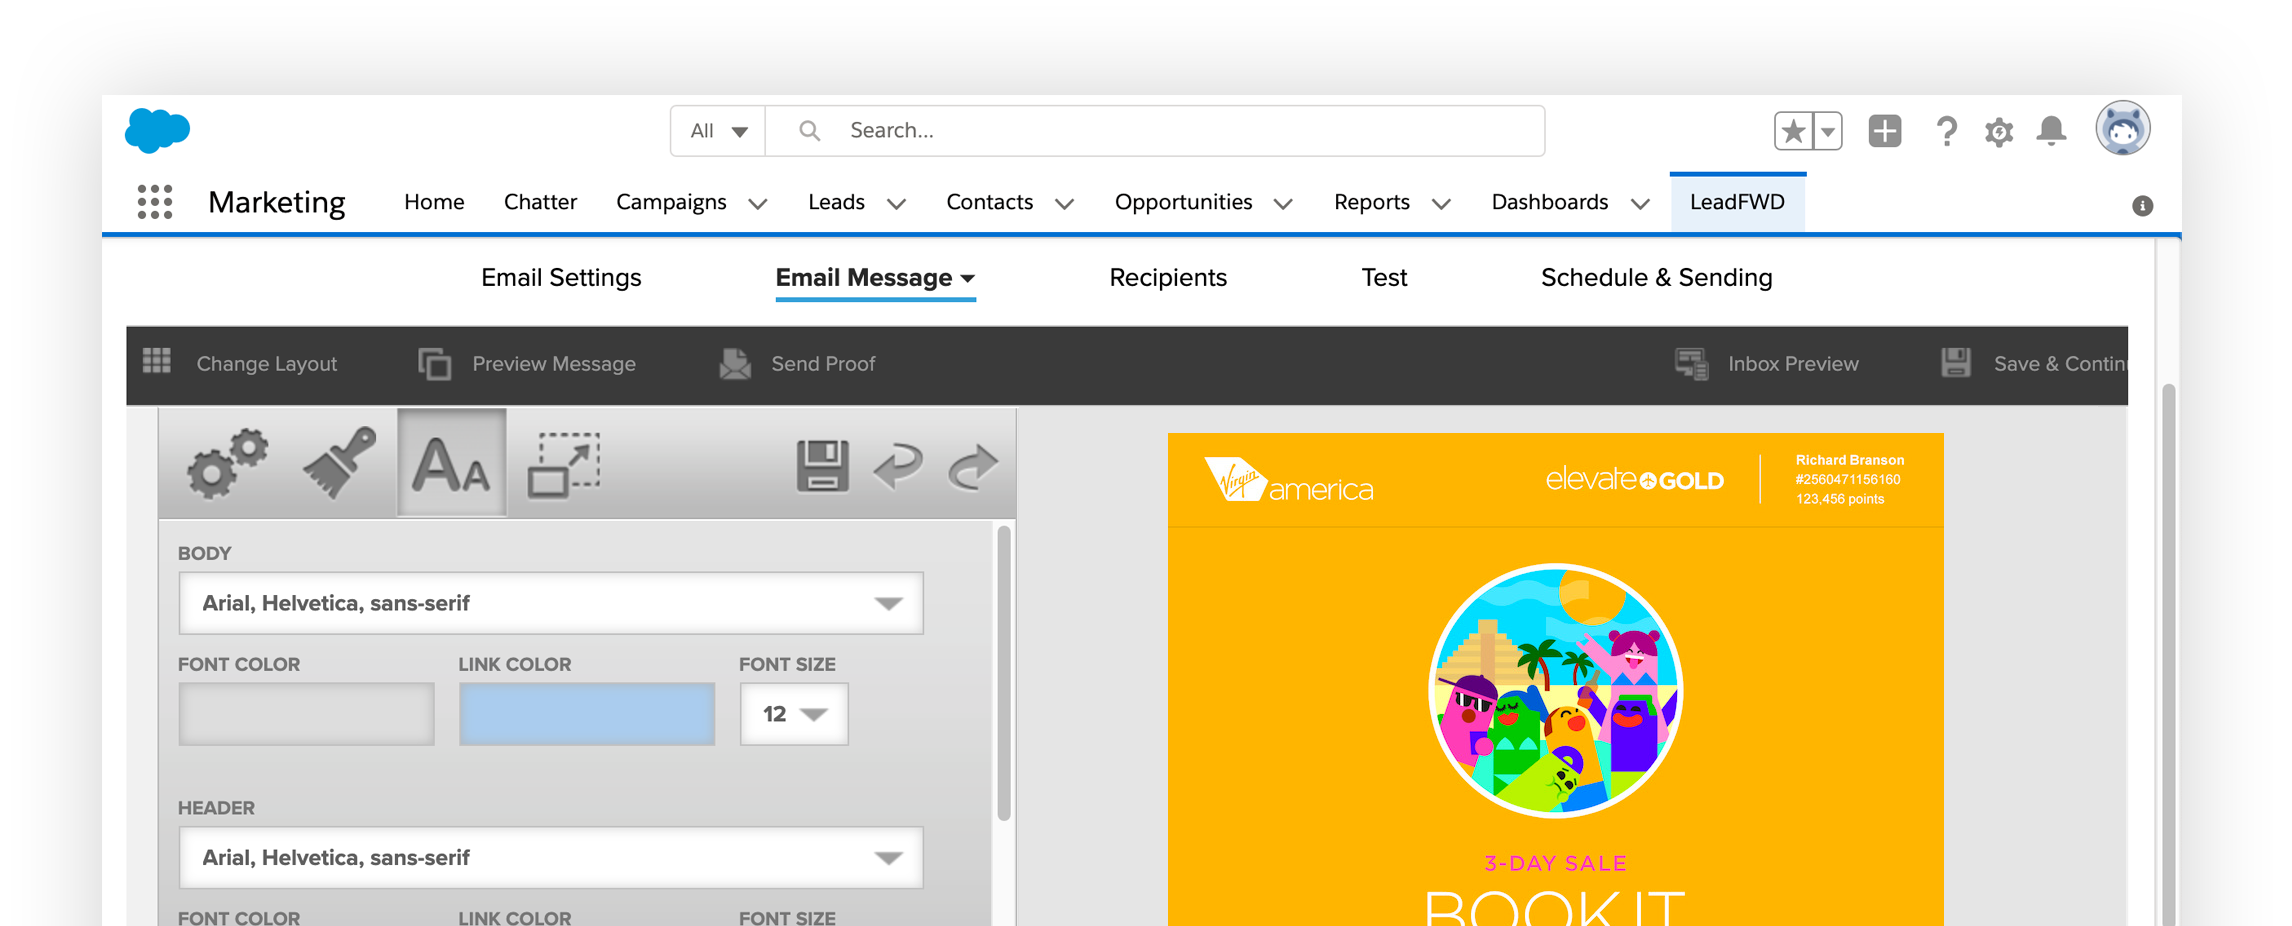 All Search...
Marketing Home Chatter Campaigns Leads Contacts Opportunities Reports Dashboards LeadFWD
Email Settings Email Message Recipients Test Schedule & Sending
Change Layout Preview Message Send Proof Inbox Preview Save & Contin
AA
BODY
Arial, Helvetica, sans-serif
FONT COLOR LINK COLOR FONT SIZE
12
HEADER
Arial, Helvetica, sans-serif
FONT COLOR LINK COLOR FONT SIZE
Virgin america
elevate GOLD
Richard Branson
#2560471156160
123,456 points
3-DAY SALE
BOOK IT